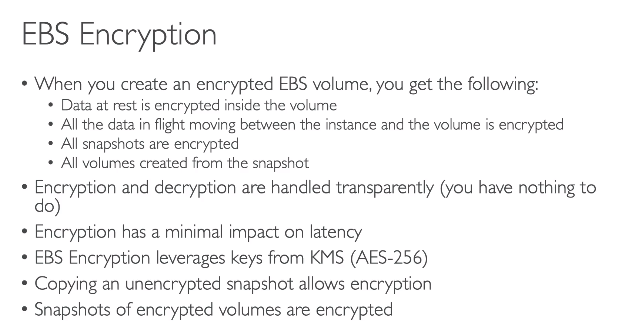 EBS Encryption
• When you create an encrypted EBS volume, you get the following:
• Data at rest is encrypted inside the volume
• All the data in flight moving between the instance and the volume is encrypted
• All snapshots are encrypted
• All volumes created from the snapshot
• Encryption and decryption are handled transparently (you have nothing to
do)
• Encryption has a minimal impact on latency
• EBS Encryption leverages keys from KMS (AES-256)
• Copying an unencrypted snapshot allows encryption
• Snapshots of encrypted volumes are encrypted